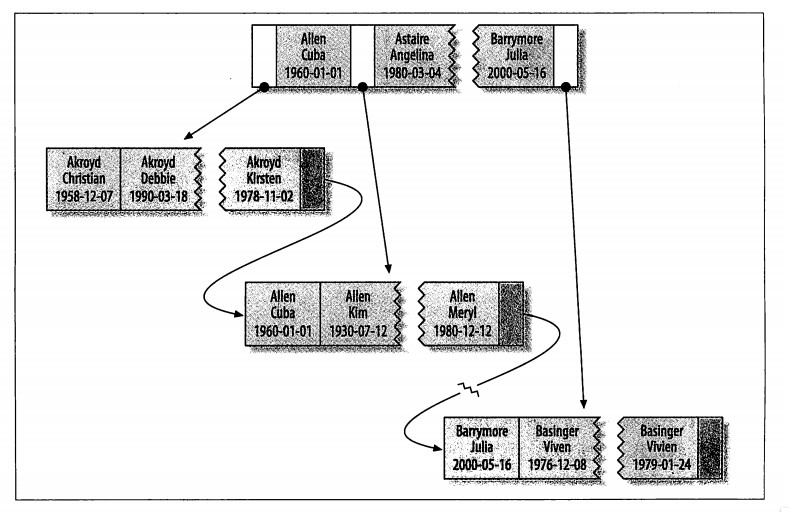 Allen
Cuba
1960-01-01
Astaire
Angelina
1980-03-04
Barrymore
Julia
2000-05-16
Akroyd
Christian
1958-12-07
Akroyd
Debbie
1990-03-18
Akroyd
Kirsten
1978-11-02
Allen
Cuba
1960-01-01
Allen
Kim
1930-07-12
Allen
Meryl
1980-12-12
Barrymore
Julia
2000-05-16
Basinger
Viven
1976-12-08
Basinger
Vivien
1979-01-24